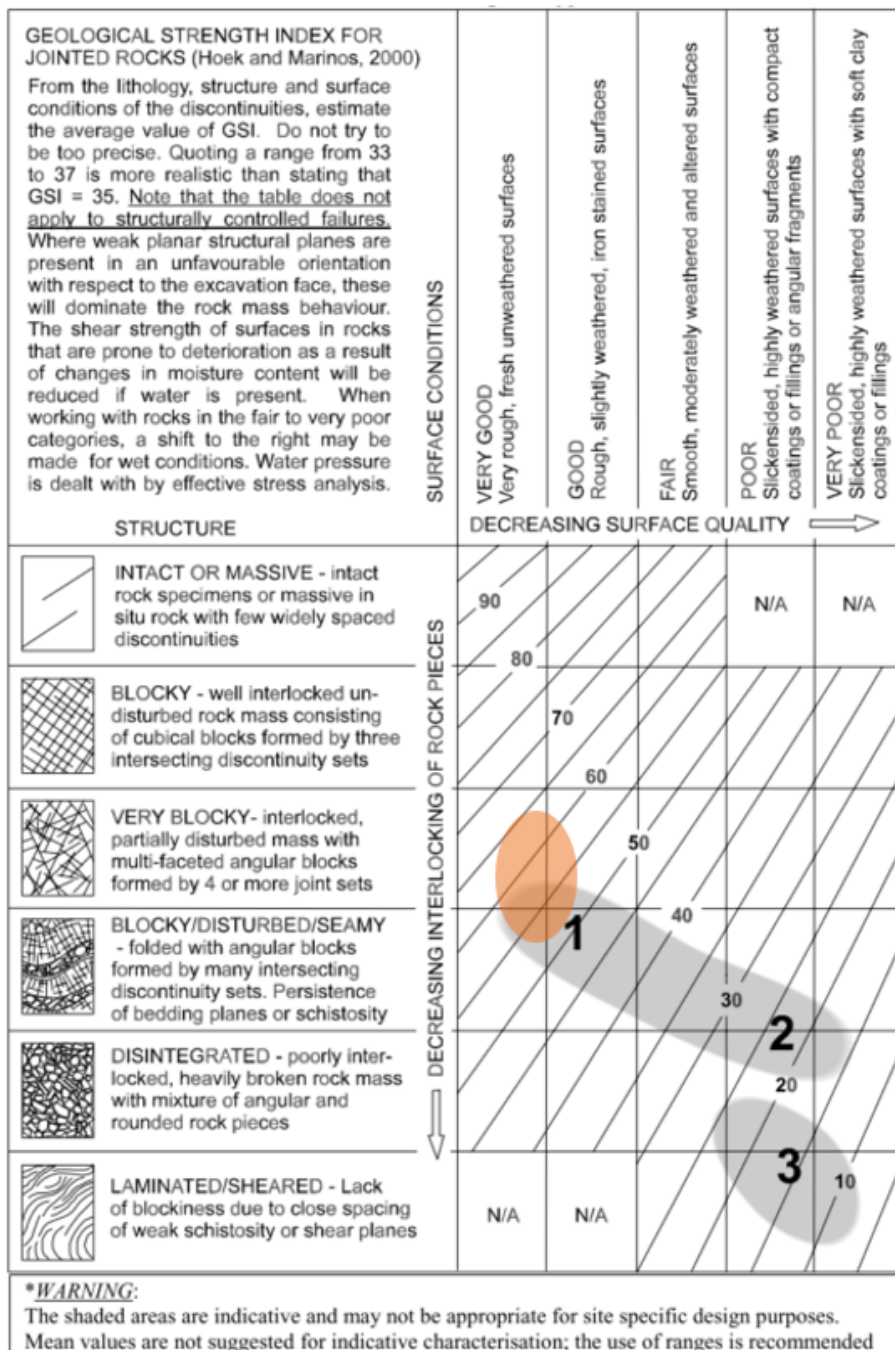 GEOLOGICAL STRENGTH INDEX FOR
JOINTED ROCKS (Hoek and Marinos, 2000)
From the lithology, structure and surface
conditions of the discontinuities, estimate
the average value of GSI. Do not try to
be too precise. Quoting a range from 33
to 37 is more realistic than stating that
GSI = 35. Note that the table does not
apply to structurally controlled failures.
Where weak planar structural planes are
present in an unfavourable orientation
with respect to the excavation face, these
will dominate the rock mass behaviour.
The shear strength of surfaces in rocks
that are prone to deterioration as a result
of changes in moisture content will be
reduced if water is present. When
working with rocks in the fair to very poor
categories, a shift to the right may be
made for wet conditions. Water pressure
is dealt with by effective stress analysis.
STRUCTURE
SURFACE CONDITIONS
VERY GOOD
Very rough, fresh unweathered surfaces
GOOD
Rough, slightly weathered, iron stained surfaces
FAIR
Smooth, moderately weathered and altered surfaces
POOR
Slickensided, highly weathered surfaces with compact
coatings or fillings or angular fragments
VERY POOR
Slickensided, highly weathered surfaces with soft clay
coatings or fillings
DECREASING SURFACE QUALITY
DECREASING INTERLOCKING OF ROCK PIECES
INTACT OR MASSIVE - intact
rock specimens or massive in
situ rock with few widely spaced
discontinuities
BLOCKY - well interlocked un-
disturbed rock mass consisting
of cubical blocks formed by three
intersecting discontinuity sets
VERY BLOCKY- interlocked,
partially disturbed mass with
multi-faceted angular blocks
formed by 4 or more joint sets
BLOCKY/DISTURBED/SEAMY
- folded with angular blocks
formed by many intersecting
discontinuity sets. Persistence
of bedding planes or schistosity
DISINTEGRATED - poorly inter-
locked, heavily broken rock mass
with mixture of angular and
rounded rock pieces
LAMINATED/SHEARED - Lack
of blockiness due to close spacing
of weak schistosity or shear planes
90
N/A
N/A
80
70
60
50
40
1
30
2
20
3
10
N/A
N/A
*WARNING:
The shaded areas are indicative and may not be appropriate for site specific design purposes.
Mean values are not suggested for indicative characterisation; the use of ranges is recommended